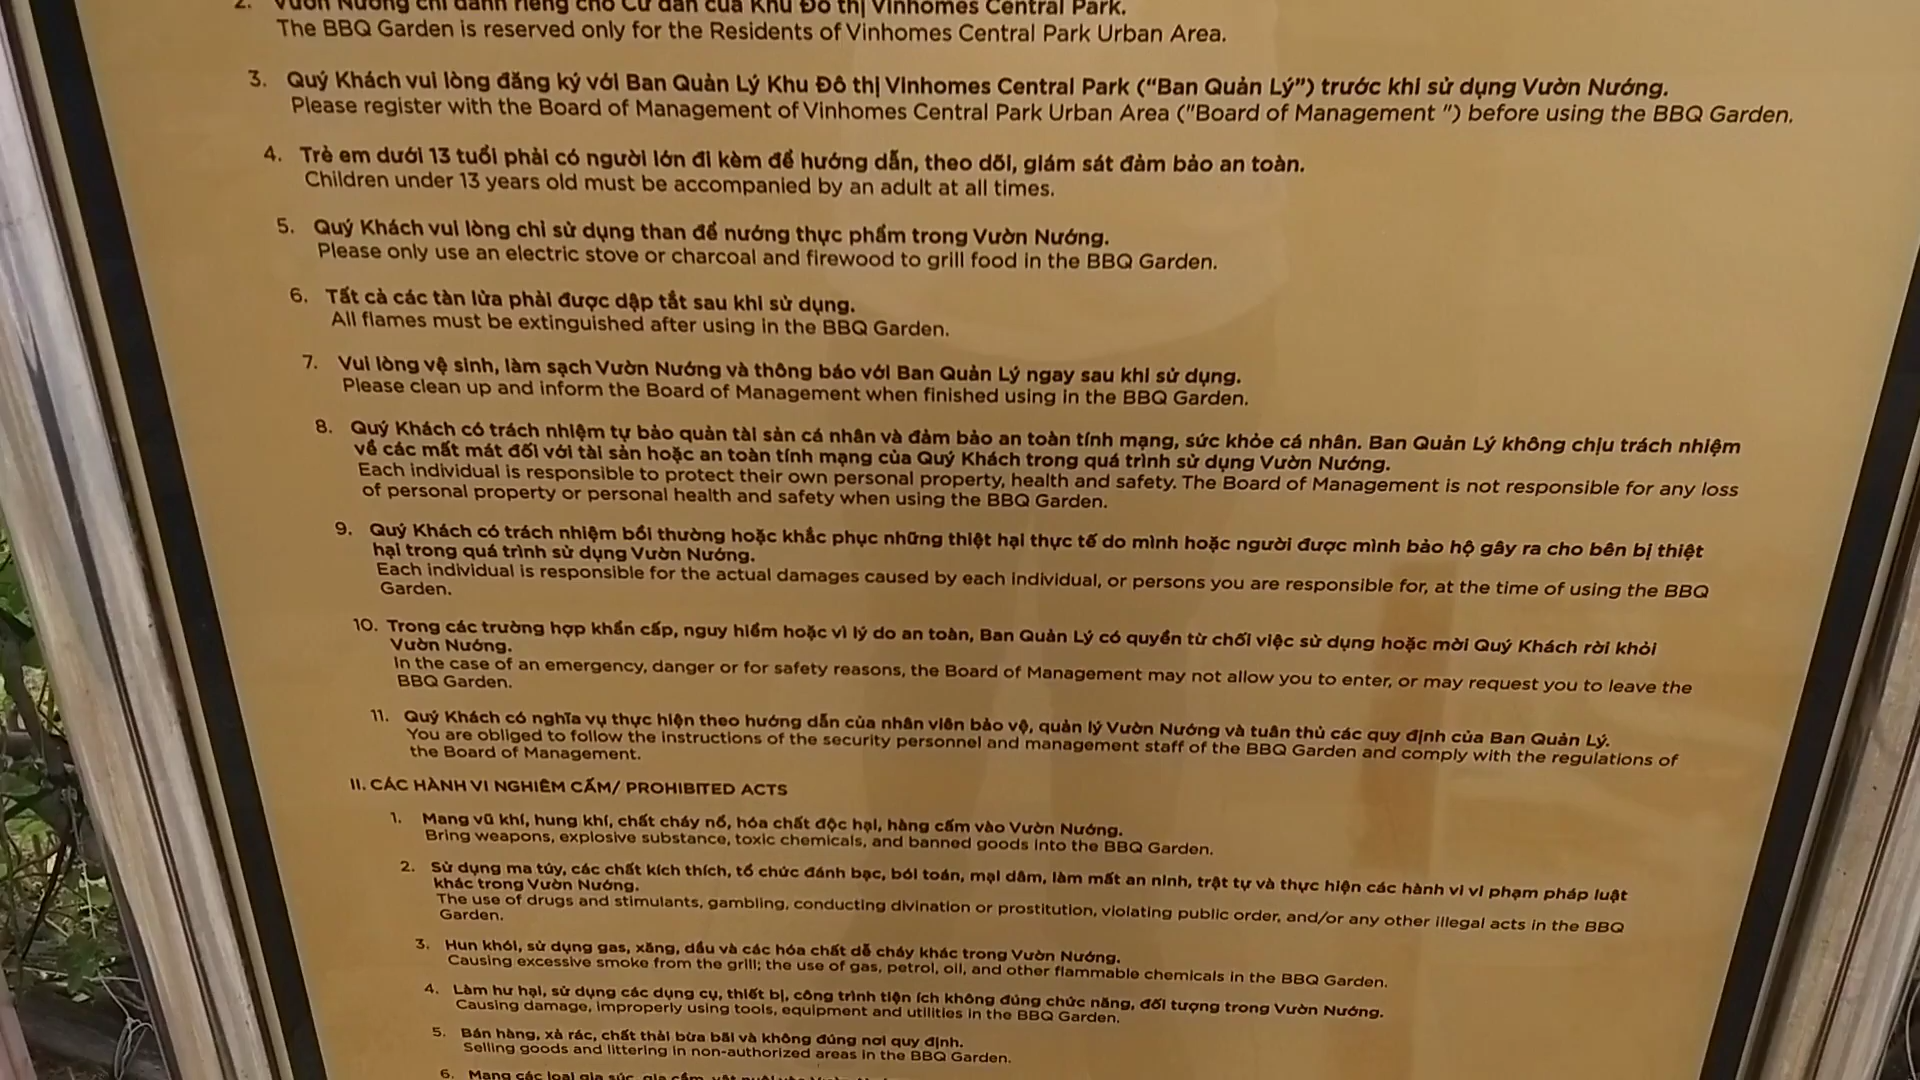 2. Vườn Nướng chỉ dành riêng cho Cư dân của Khu Đô thị Vinhomes Central Park.
The BBQ Garden is reserved only for the Residents of Vinhomes Central Park Urban Area.
3. Quý Khách vui lòng đăng ký với Ban Quản Lý Khu Đô thị Vinhomes Central Park (“Ban Quản Lý”) trước khi sử dụng Vườn Nướng.
Please register with the Board of Management of Vinhomes Central Park Urban Area ("Board of Management ") before using the BBQ Garden.
4. Trẻ em dưới 13 tuổi phải có người lớn đi kèm để hướng dẫn, theo dõi, giám sát đảm bảo an toàn.
Children under 13 years old must be accompanied by an adult at all times.
5. Quý Khách vui lòng chỉ sử dụng than để nướng thực phẩm trong Vườn Nướng.
Please only use an electric stove or charcoal and firewood to grill food in the BBQ Garden.
6. Tất cả các tàn lửa phải được dập tắt sau khi sử dụng.
All flames must be extinguished after using in the BBQ Garden.
7. Vui lòng vệ sinh, làm sạch Vườn Nướng và thông báo với Ban Quản Lý ngay sau khi sử dụng.
Please clean up and inform the Board of Management when finished using in the BBQ Garden.
8. Quý Khách có trách nhiệm tự bảo quản tài sản cá nhân và đảm bảo an toàn tính mạng, sức khỏe cá nhân. Ban Quản Lý không chịu trách nhiệm
về các mất mát đối với tài sản hoặc an toàn tính mạng của Quý Khách trong quá trình sử dụng Vườn Nướng.
Each individual is responsible to protect their own personal property, health and safety. The Board of Management is not responsible for any loss
of personal property or personal health and safety when using the BBQ Garden.
9. Quý Khách có trách nhiệm bồi thường hoặc khắc phục những thiệt hại thực tế do mình hoặc người được mình bảo hộ gây ra cho bên bị thiệt
hại trong quá trình sử dụng Vườn Nướng.
Each individual is responsible for the actual damages caused by each individual, or persons you are responsible for, at the time of using the BBQ
Garden.
10. Trong các trường hợp khẩn cấp, nguy hiểm hoặc vì lý do an toàn, Ban Quản Lý có quyền từ chối việc sử dụng hoặc mời Quý Khách rời khỏi
Vườn Nướng.
In the case of an emergency, danger or for safety reasons, the Board of Management may not allow you to enter, or may request you to leave the
BBQ Garden.
11. Quý Khách có nghĩa vụ thực hiện theo hướng dẫn của nhân viên bảo vệ, quản lý Vườn Nướng và tuân thủ các quy định của Ban Quản Lý.
You are obliged to follow the instructions of the security personnel and management staff of the BBQ Garden and comply with the regulations of
the Board of Management.
II. CÁC HÀNH VI NGHIÊM CẤM/ PROHIBITED ACTS
1. Mang vũ khí, hung khí, chất cháy nổ, hóa chất độc hại, hàng cấm vào Vườn Nướng.
Bring weapons, explosive substance, toxic chemicals, and banned goods into the BBQ Garden.
2. Sử dụng ma túy, các chất kích thích, tổ chức đánh bạc, bói toán, mại dâm, làm mất an ninh, trật tự và thực hiện các hành vi vi phạm pháp luật
khác trong Vườn Nướng.
The use of drugs and stimulants, gambling, conducting divination or prostitution, violating public order, and/or any other illegal acts in the BBQ
Garden.
3. Hun khói, sử dụng gas, xăng, dầu và các hóa chất dễ cháy khác trong Vườn Nướng.
Causing excessive smoke from the grill; the use of gas, petrol, oil, and other flammable chemicals in the BBQ Garden.
4. Làm hư hại, sử dụng các dụng cụ, thiết bị, công trình tiện ích không đúng chức năng, đối tượng trong Vườn Nướng.
Causing damage, improperly using tools, equipment and utilities in the BBQ Garden.
5. Bán hàng, xả rác, chất thải bừa bãi và không đúng nơi quy định.
Selling goods and littering in non-authorized areas in the BBQ Garden.
6. Mang các loại gia súc, gia cầm, vật nuôi vào